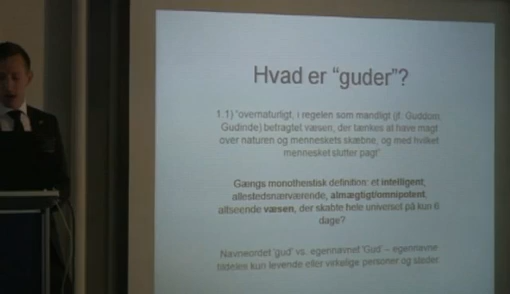 Hvad er “guder”?
1.1) “overnaturligt, i regelen som mandligt (jf. Guddom
Gudinde) betragtet væsen, der tænkes at have magt
over naturen og menneskets skæbne, og med hvilket
mennesket slutter pagt”
Gængs monotheistisk definition: et intelligent,
allestedsnærværende, almægtigt/omnipotent,
altseende væsen, der skabte hele universet på kun 6
dage?
Navneordet ‘gud’ vs. egennavnet ‘Gud’ – egennavne
tildeles kun levende eller virkelige personer og steder